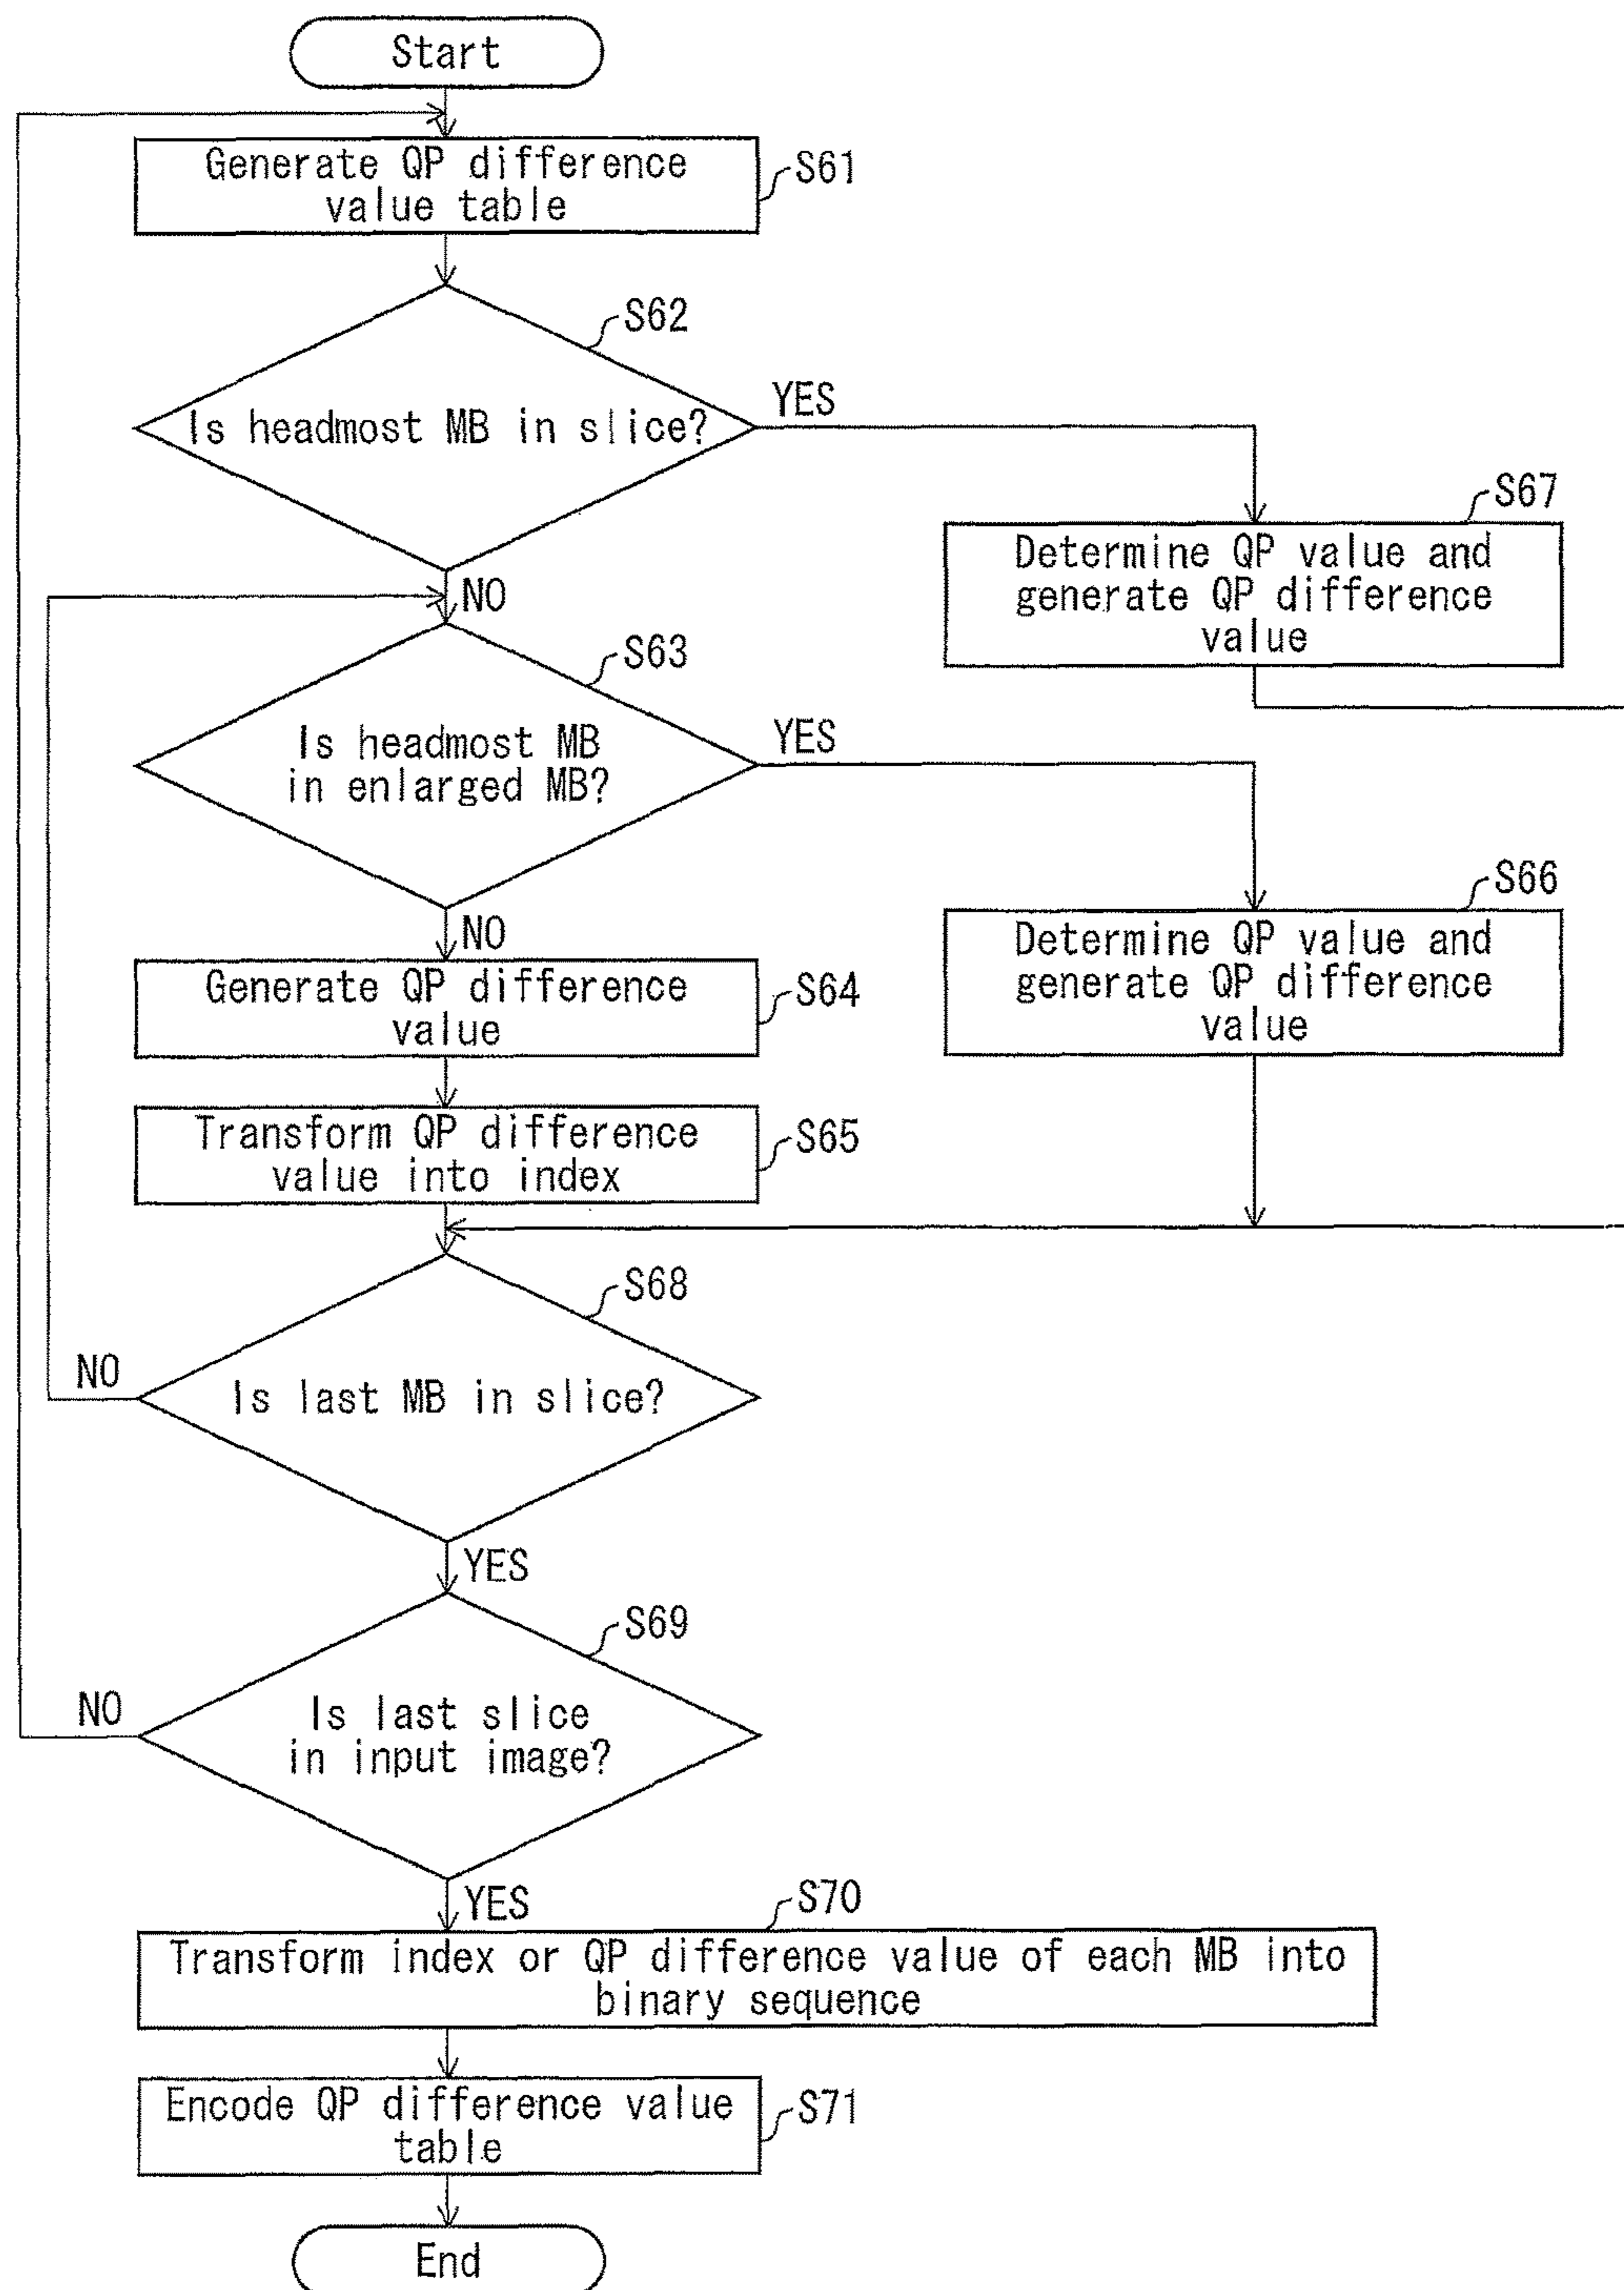 Start
Generate QP difference
value table
S61
S62
Is headmost MB in slice?
YES
NO
S67
Determine QP value and
generate QP difference
value
S63
Is headmost MB
in enlarged MB?
YES
NO
S66
Determine QP value and
generate QP difference
value
Generate QP difference
value
S64
Transform QP difference
value into index
S65
S68
Is last MB in slice?
NO
YES
S69
Is last slice
in input image?
NO
YES
S70
Transform index or QP difference value of each MB into
binary sequence
Encode QP difference value
table
S71
End